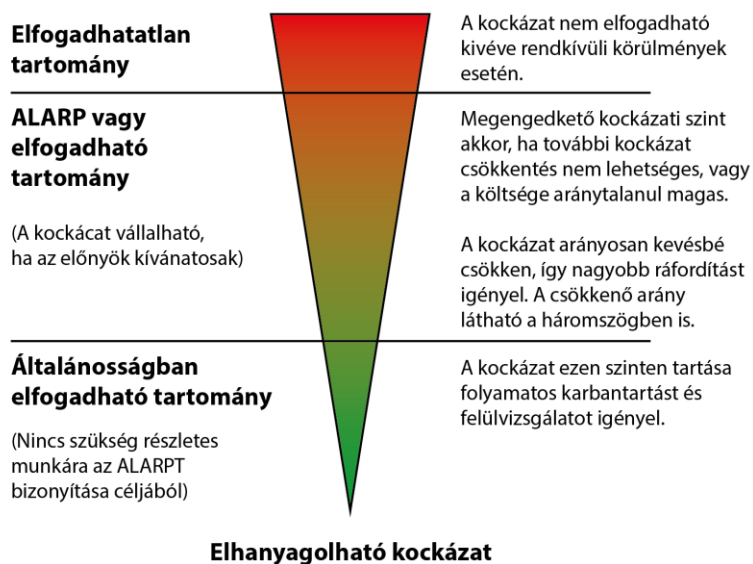 Elfogadhatatlan
tartomány
A kockázat nem elfogadható
kivéve rendkívüli körülmények
esetén.
ALARP vagy
elfogadható
tartomány
(A kockácat vállalható,
ha az előnyök kívánatosak)
Megengedkető kockázati szint
akkor, ha további kockázat
csökkentés nem lehetséges, vagy
a költsége aránytalanul magas.
A kockázat arányosan kevésbé
csökken, így nagyobb ráfordítást
igényel. A csökkenő arány
látható a háromszögben is.
Általánosságban
elfogadható tartomány
(Nincs szükség részletes
munkára az ALARPT
bizonyítása céljából)
A kockázat ezen szinten tartása
folyamatos karbantartást és
felülvizsgálatot igényel.
Elhanyagolható kockázat